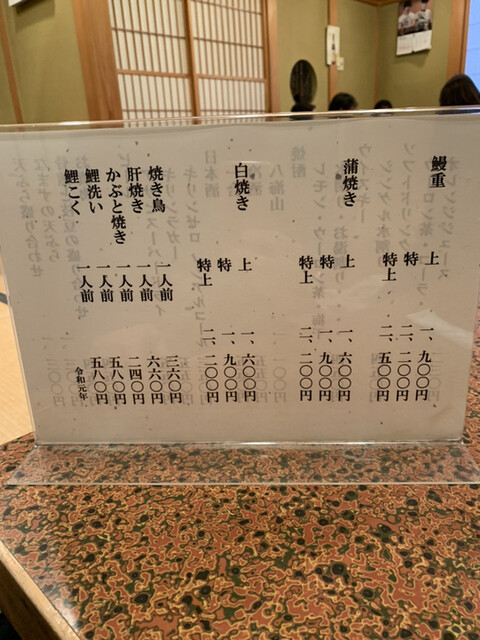 鰻重 上 一、九〇〇円
特 二、二〇〇円
特上 二、五〇〇円
蒲焼き 上 一、六〇〇円
特 一、九〇〇円
特上 二、二〇〇円
白焼き 上 一、六〇〇円
特 一、九〇〇円
特上 二、二〇〇円
焼き鳥 一人前 三六〇円
肝焼き 一人前 六六〇円
かぶと焼き 一人前 二四〇円
鯉洗い 一人前 五八〇円
鯉こく 一人前 五八〇円
令和元年